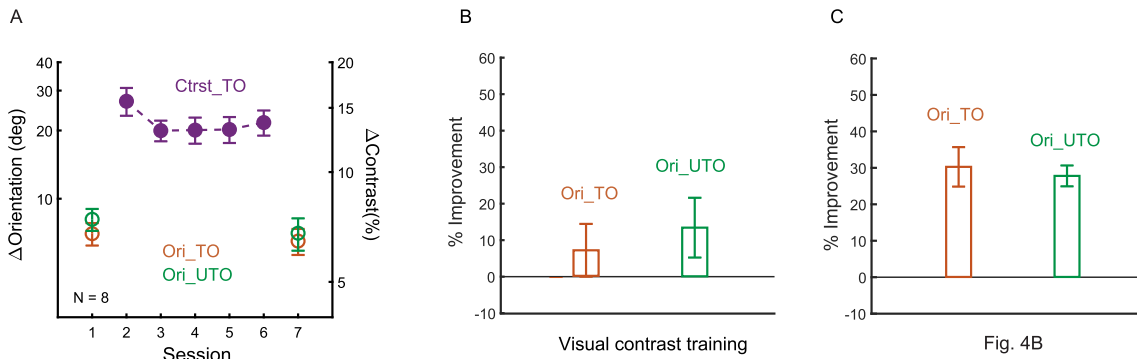 A
B
C
ΔOrientation (deg)
40
30
20
10
Ctrst_TO
Ori_TO
Ori_UTO
N = 8
20
15
10
5
ΔContrast(%)
1 2 3 4 5 6 7
Session
% Improvement
60
50
40
30
20
10
0
-10
Ori_TO
Ori_UTO
Visual contrast training
% Improvement
60
50
40
30
20
10
0
-10
Ori_TO
Ori_UTO
Fig. 4B